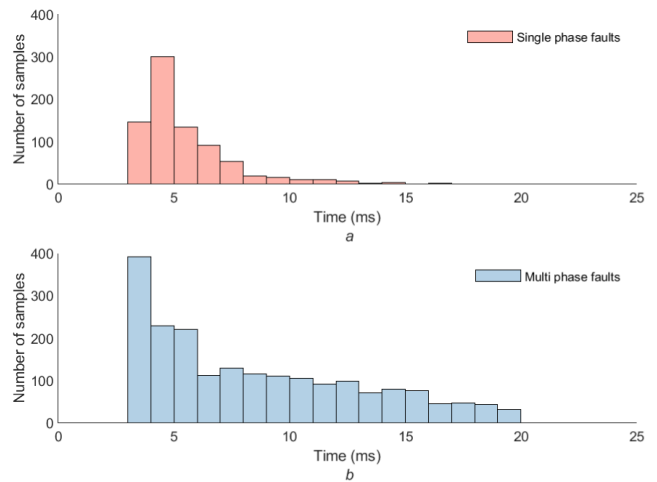 400
Single phase faults
300
200
100
0
Number of samples
0 5 10 15 20 25
Time (ms)
a
400
Multi phase faults
300
200
100
0
Number of samples
0 5 10 15 20 25
Time (ms)
b